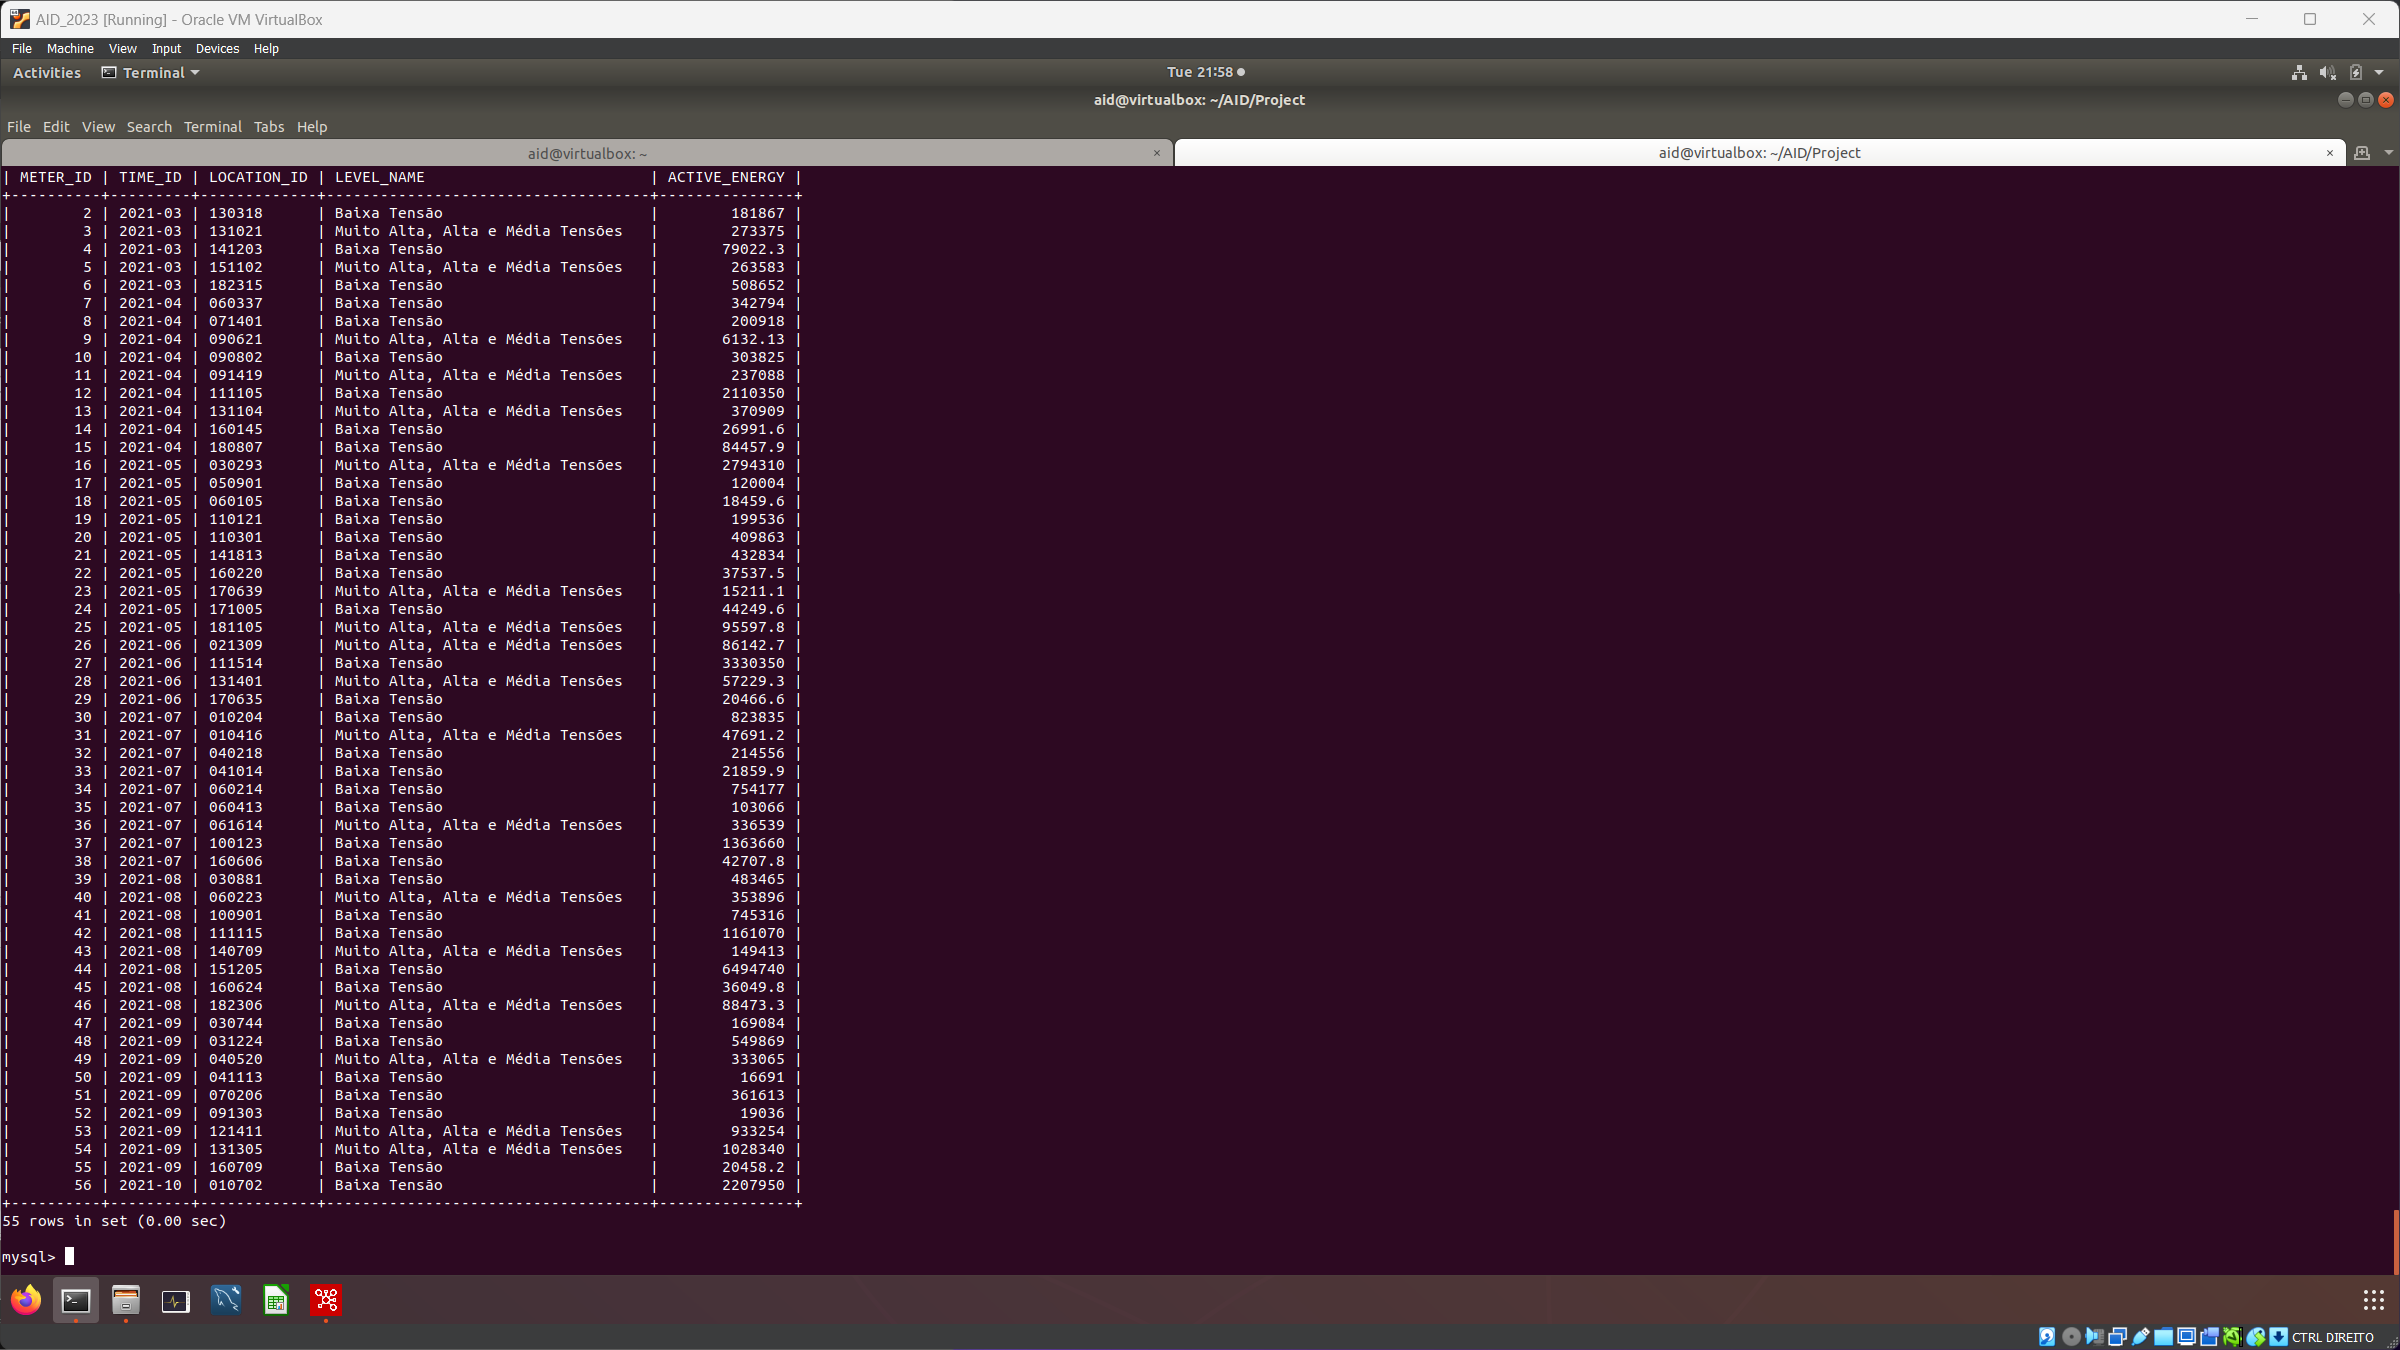 AID_2023 [Running] - Oracle VM VirtualBox
File Machine View Input Devices Help
Activities Terminal Tue 21:58
aid@virtualbox: ~/AID/Project
File Edit View Search Terminal Tabs Help
aid@virtualbox: ~ × aid@virtualbox: ~/AID/Project ×
| METER_ID | TIME_ID | LOCATION_ID | LEVEL_NAME | ACTIVE_ENERGY |
+----------+---------+-------------+------------------------------------+---------------+
| 2 | 2021-03 | 130318 | Baixa Tensão | 181867 |
| 3 | 2021-03 | 131021 | Muito Alta, Alta e Média Tensões | 273375 |
| 4 | 2021-03 | 141203 | Baixa Tensão | 79022.3 |
| 5 | 2021-03 | 151102 | Muito Alta, Alta e Média Tensões | 263583 |
| 6 | 2021-03 | 182315 | Baixa Tensão | 508652 |
| 7 | 2021-04 | 060337 | Baixa Tensão | 342794 |
| 8 | 2021-04 | 071401 | Baixa Tensão | 200918 |
| 9 | 2021-04 | 090621 | Muito Alta, Alta e Média Tensões | 6132.13 |
| 10 | 2021-04 | 090802 | Baixa Tensão | 303825 |
| 11 | 2021-04 | 091419 | Muito Alta, Alta e Média Tensões | 237088 |
| 12 | 2021-04 | 111105 | Baixa Tensão | 2110350 |
| 13 | 2021-04 | 131104 | Muito Alta, Alta e Média Tensões | 370909 |
| 14 | 2021-04 | 160145 | Baixa Tensão | 26991.6 |
| 15 | 2021-04 | 180807 | Baixa Tensão | 84457.9 |
| 16 | 2021-05 | 030293 | Muito Alta, Alta e Média Tensões | 2794310 |
| 17 | 2021-05 | 050901 | Baixa Tensão | 120004 |
| 18 | 2021-05 | 060105 | Baixa Tensão | 18459.6 |
| 19 | 2021-05 | 110121 | Baixa Tensão | 199536 |
| 20 | 2021-05 | 110301 | Baixa Tensão | 409863 |
| 21 | 2021-05 | 141813 | Baixa Tensão | 432834 |
| 22 | 2021-05 | 160220 | Baixa Tensão | 37537.5 |
| 23 | 2021-05 | 170639 | Muito Alta, Alta e Média Tensões | 15211.1 |
| 24 | 2021-05 | 171005 | Baixa Tensão | 44249.6 |
| 25 | 2021-05 | 181105 | Muito Alta, Alta e Média Tensões | 95597.8 |
| 26 | 2021-06 | 021309 | Muito Alta, Alta e Média Tensões | 86142.7 |
| 27 | 2021-06 | 111514 | Baixa Tensão | 3330350 |
| 28 | 2021-06 | 131401 | Muito Alta, Alta e Média Tensões | 57229.3 |
| 29 | 2021-06 | 170635 | Baixa Tensão | 20466.6 |
| 30 | 2021-07 | 010204 | Baixa Tensão | 823835 |
| 31 | 2021-07 | 010416 | Muito Alta, Alta e Média Tensões | 47691.2 |
| 32 | 2021-07 | 040218 | Baixa Tensão | 214556 |
| 33 | 2021-07 | 041014 | Baixa Tensão | 21859.9 |
| 34 | 2021-07 | 060214 | Baixa Tensão | 754177 |
| 35 | 2021-07 | 060413 | Baixa Tensão | 103066 |
| 36 | 2021-07 | 061614 | Muito Alta, Alta e Média Tensões | 336539 |
| 37 | 2021-07 | 100123 | Baixa Tensão | 1363660 |
| 38 | 2021-07 | 160606 | Baixa Tensão | 42707.8 |
| 39 | 2021-08 | 030881 | Baixa Tensão | 483465 |
| 40 | 2021-08 | 060223 | Muito Alta, Alta e Média Tensões | 353896 |
| 41 | 2021-08 | 100901 | Baixa Tensão | 745316 |
| 42 | 2021-08 | 111115 | Baixa Tensão | 1161070 |
| 43 | 2021-08 | 140709 | Muito Alta, Alta e Média Tensões | 149413 |
| 44 | 2021-08 | 151205 | Baixa Tensão | 6494740 |
| 45 | 2021-08 | 160624 | Baixa Tensão | 36049.8 |
| 46 | 2021-08 | 182306 | Muito Alta, Alta e Média Tensões | 88473.3 |
| 47 | 2021-09 | 030744 | Baixa Tensão | 169084 |
| 48 | 2021-09 | 031224 | Baixa Tensão | 549869 |
| 49 | 2021-09 | 040520 | Muito Alta, Alta e Média Tensões | 333065 |
| 50 | 2021-09 | 041113 | Baixa Tensão | 16691 |
| 51 | 2021-09 | 070206 | Baixa Tensão | 361613 |
| 52 | 2021-09 | 091303 | Baixa Tensão | 19036 |
| 53 | 2021-09 | 121411 | Muito Alta, Alta e Média Tensões | 933254 |
| 54 | 2021-09 | 131305 | Muito Alta, Alta e Média Tensões | 1028340 |
| 55 | 2021-09 | 160709 | Baixa Tensão | 20458.2 |
| 56 | 2021-10 | 010702 | Baixa Tensão | 2207950 |
+----------+---------+-------------+------------------------------------+---------------+
55 rows in set (0.00 sec)
mysql>
CTRL DIREITO